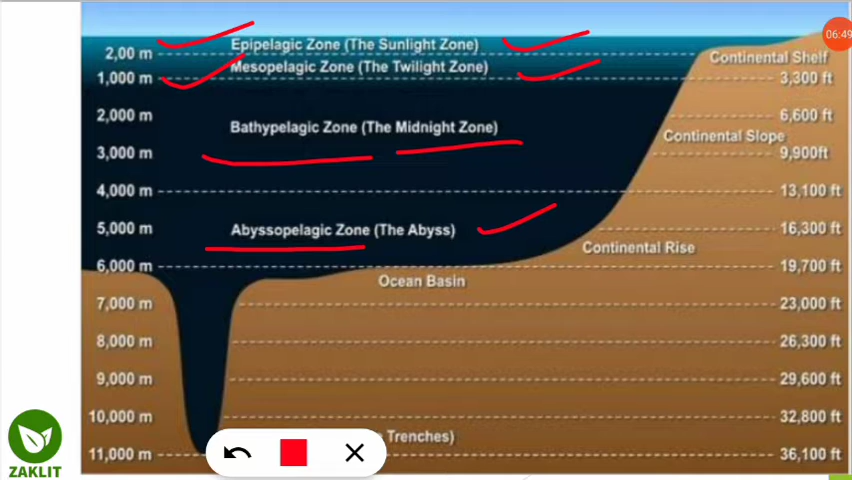 06:49
Epipelagic Zone (The Sunlight Zone)
2,00 m
Continental Shelf
Mesopelagic Zone (The Twilight Zone)
1,000 m
3,300 ft
2,000 m
6,600 ft
Bathypelagic Zone (The Midnight Zone)
Continental Slope
3,000 m
9,900ft
4,000 m
13,100 ft
5,000 m
Abyssopelagic Zone (The Abyss)
16,300 ft
Continental Rise
6,000 m
19,700 ft
Ocean Basin
7,000 m
23,000 ft
8,000 m
26,300 ft
9,000 m
29,600 ft
10,000 m
32,800 ft
Trenches)
11,000 m
36,100 ft
ZAKLIT